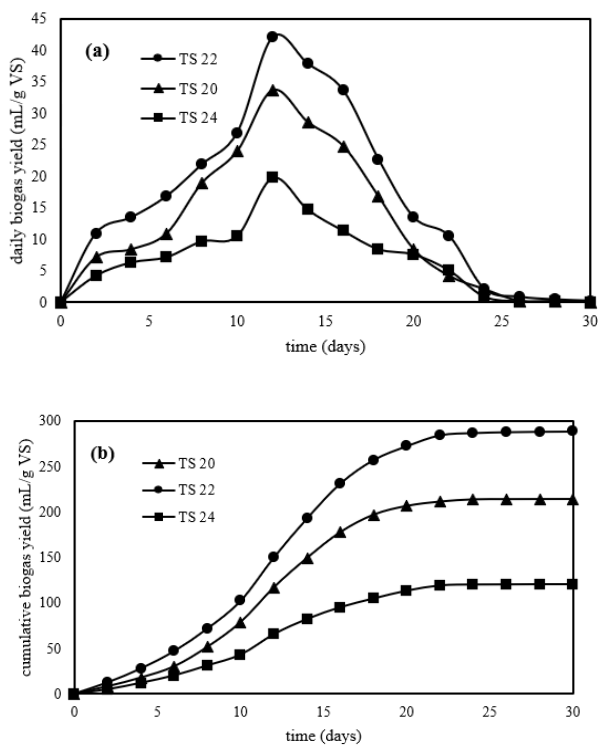 (a)
TS 22
TS 20
TS 24
daily biogas yield (mL/g VS)
45
40
35
30
25
20
15
10
5
0
0 5 10 15 20 25 30
time (days)
(b)
TS 20
TS 22
TS 24
cumulative biogas yield (mL/g VS)
300
250
200
150
100
50
0
0 5 10 15 20 25 30
time (days)